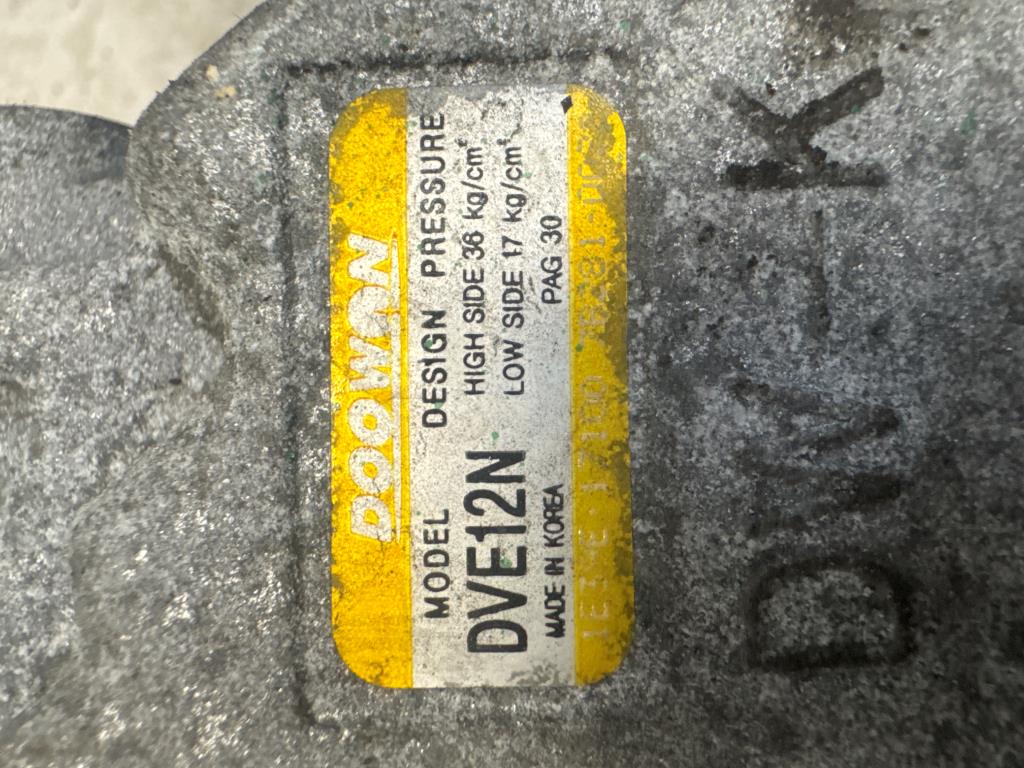 DOOWON
MODEL
DVE12N
MADE IN KOREA
DESIGN PRESSURE
HIGH SIDE 36 kg/cm²
LOW SIDE 17 kg/cm²
PAG 30
DW-K